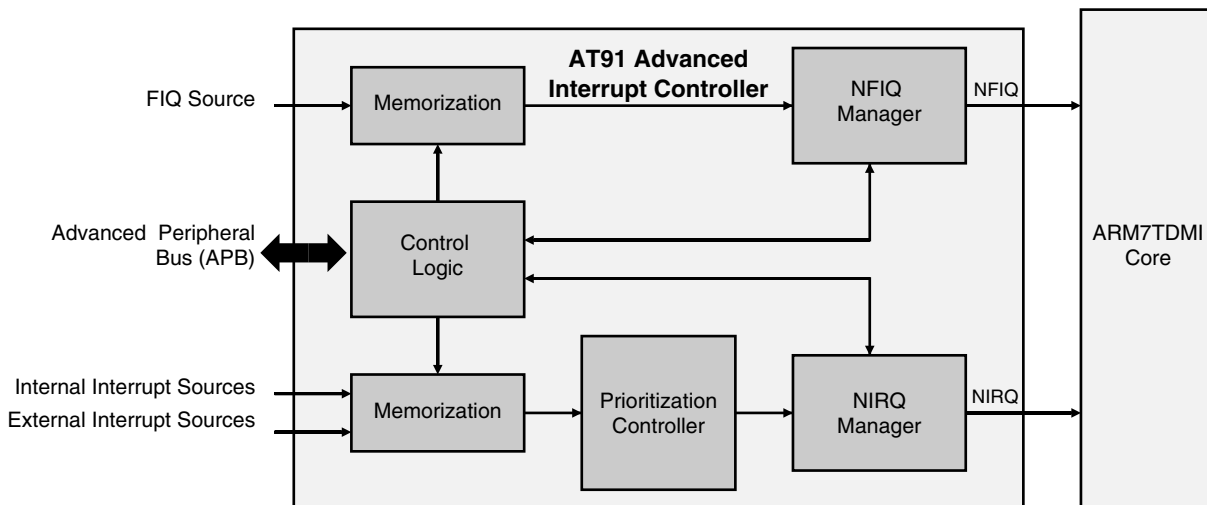 AT91 Advanced
Interrupt Controller
FIQ Source
Memorization
NFIQ
Manager
NFIQ
Advanced Peripheral
Bus (APB)
Control
Logic
ARM7TDMI
Core
Internal Interrupt Sources
External Interrupt Sources
Memorization
Prioritization
Controller
NIRQ
Manager
NIRQ